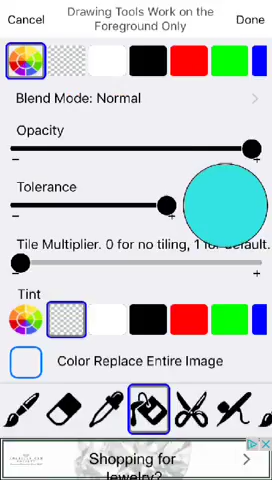 Drawing Tools Work on the
Cancel
Foreground Only
Done
Blend Mode: Normal
Opacity
Tolerance
Tile Multiplier. 0 for no tiling, 1 for default.
Tint
Color Replace Entire Image
Shopping for
Jewelry?